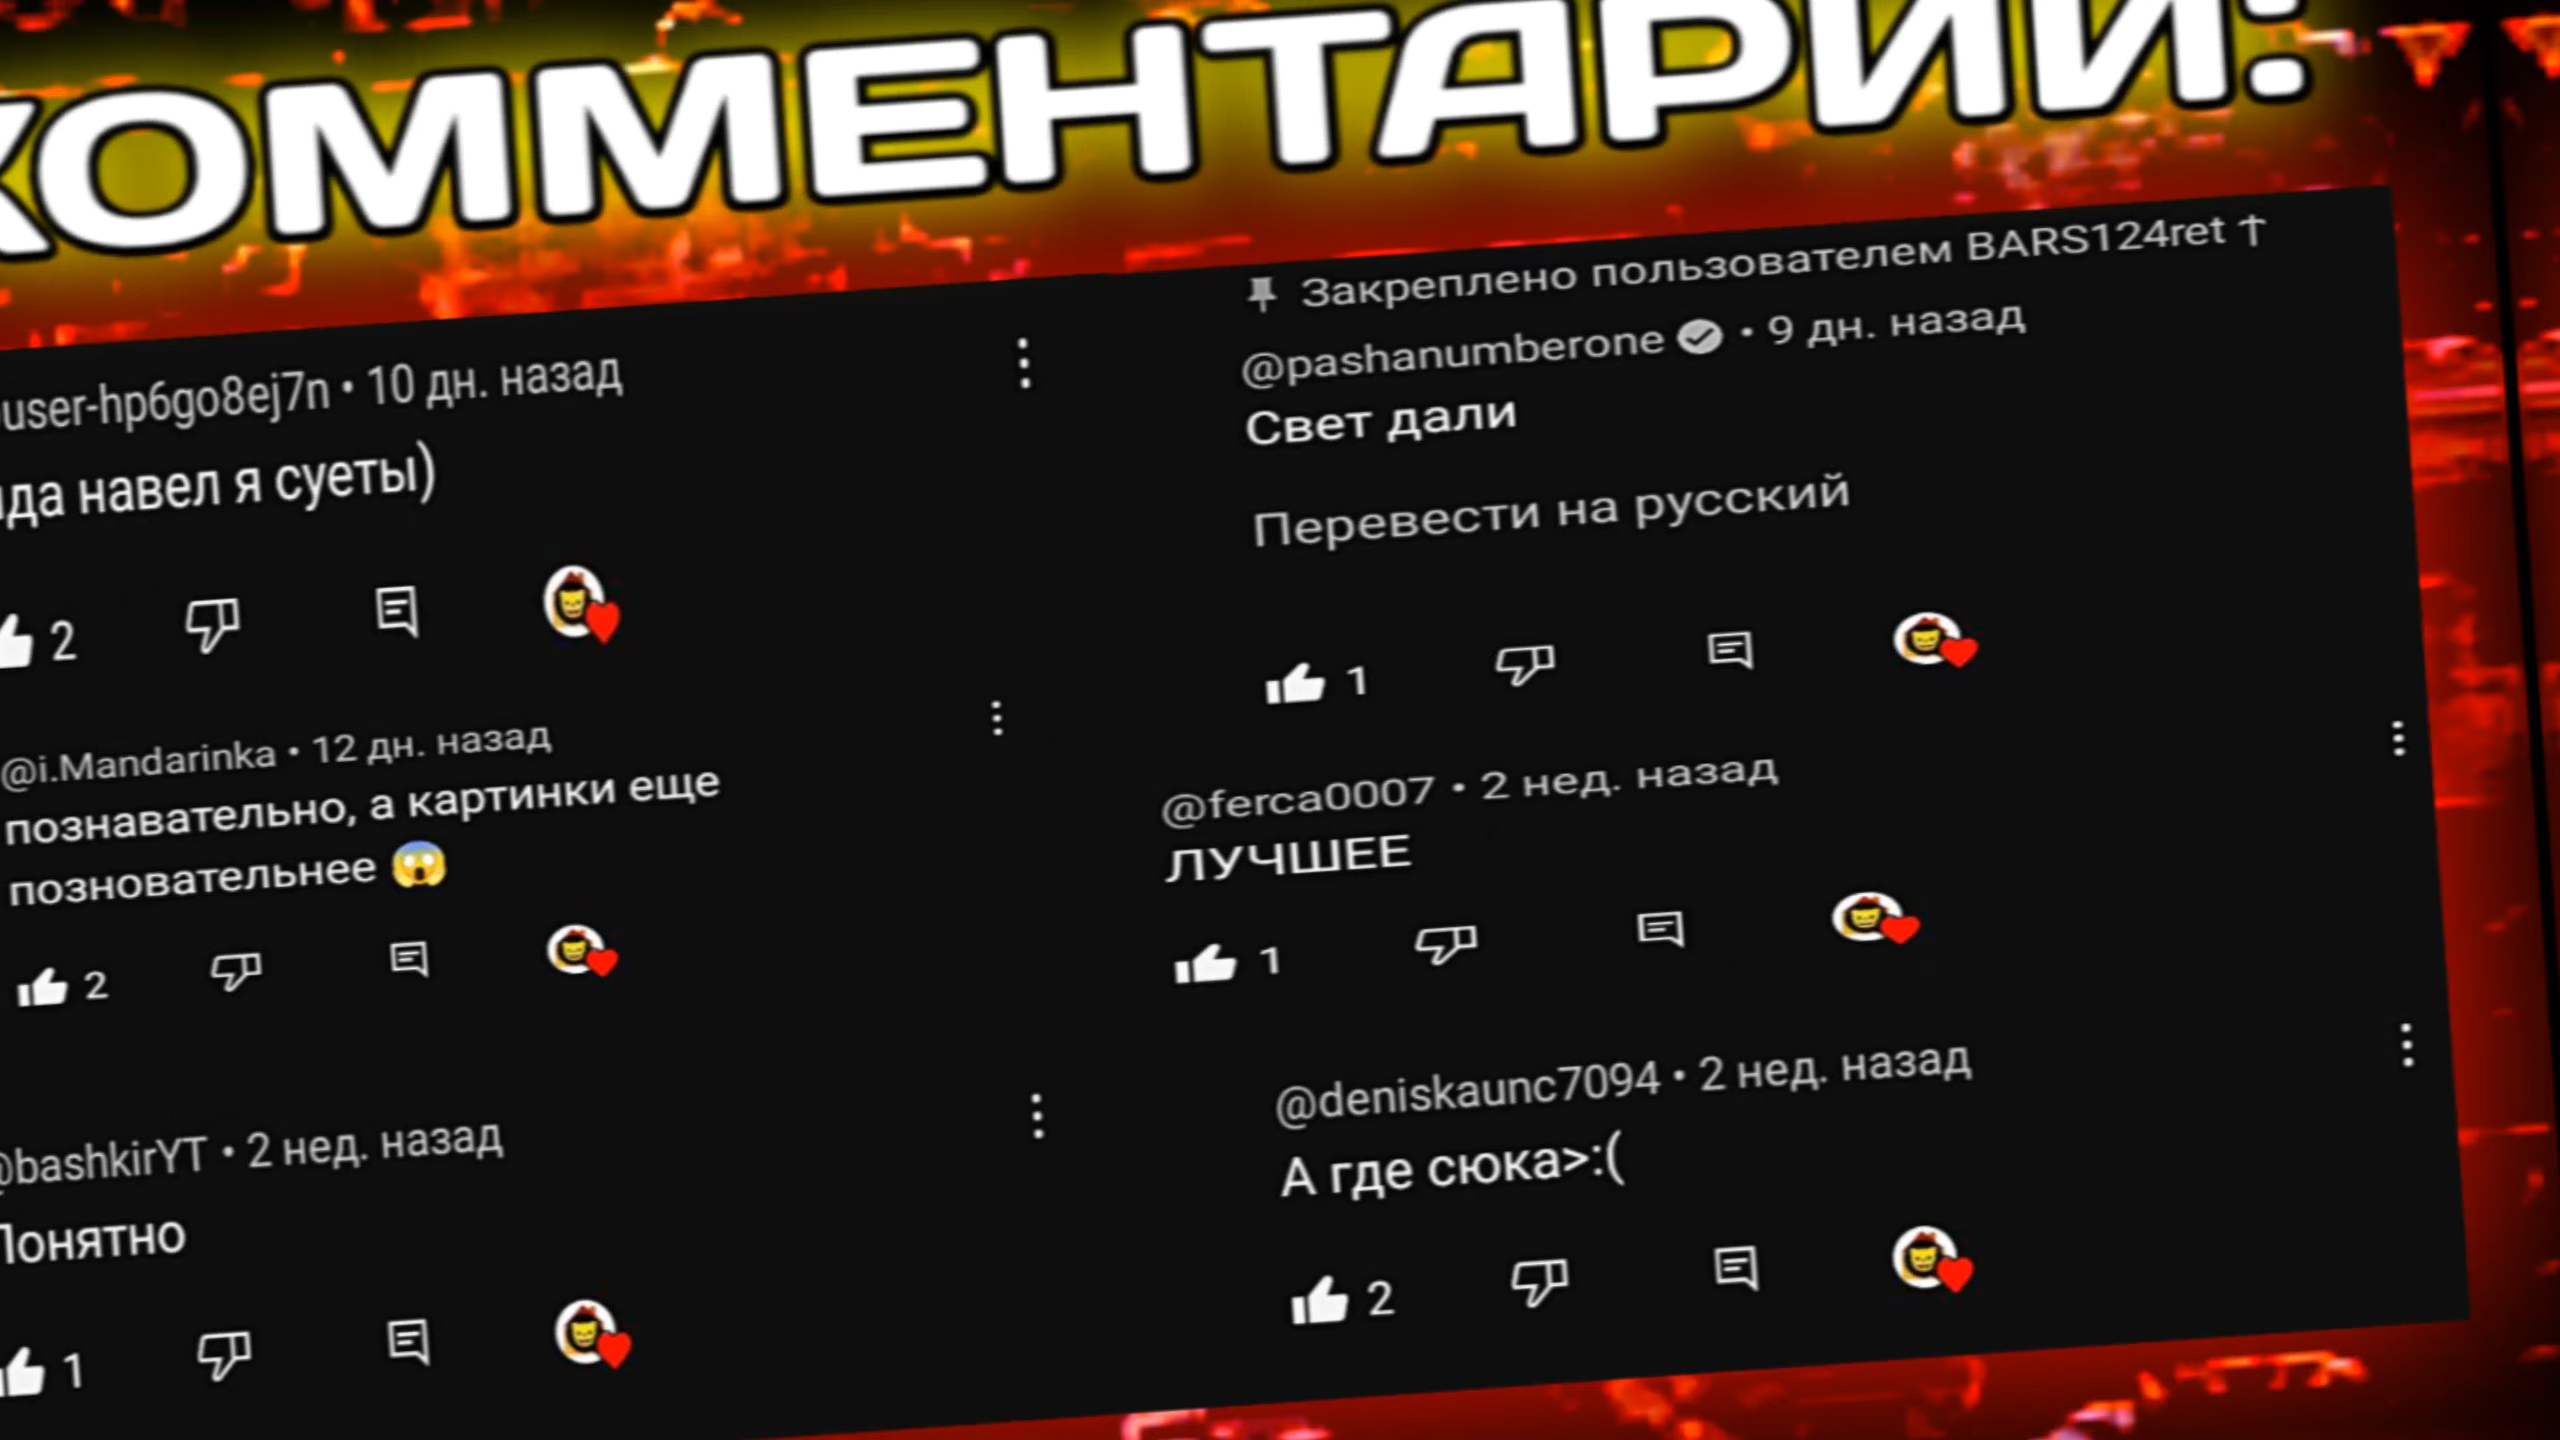 КОММЕНТАРИИ:
user-hp6go8ej7n • 10 дн. назад
навел я суеты)
2
@i.Mandarinka • 12 дн. назад
познавательно, а картинки еще
позновательнее 😱
2
@bashkirYT • 2 нед. назад
Понятно
1
Закреплено пользователем BARS124ret †
@pashanumberone • 9 дн. назад
Свет дали
Перевести на русский
1
@ferca0007 • 2 нед. назад
ЛУЧШЕЕ
1
@deniskaunc7094 • 2 нед. назад
А где сюка>:(
2